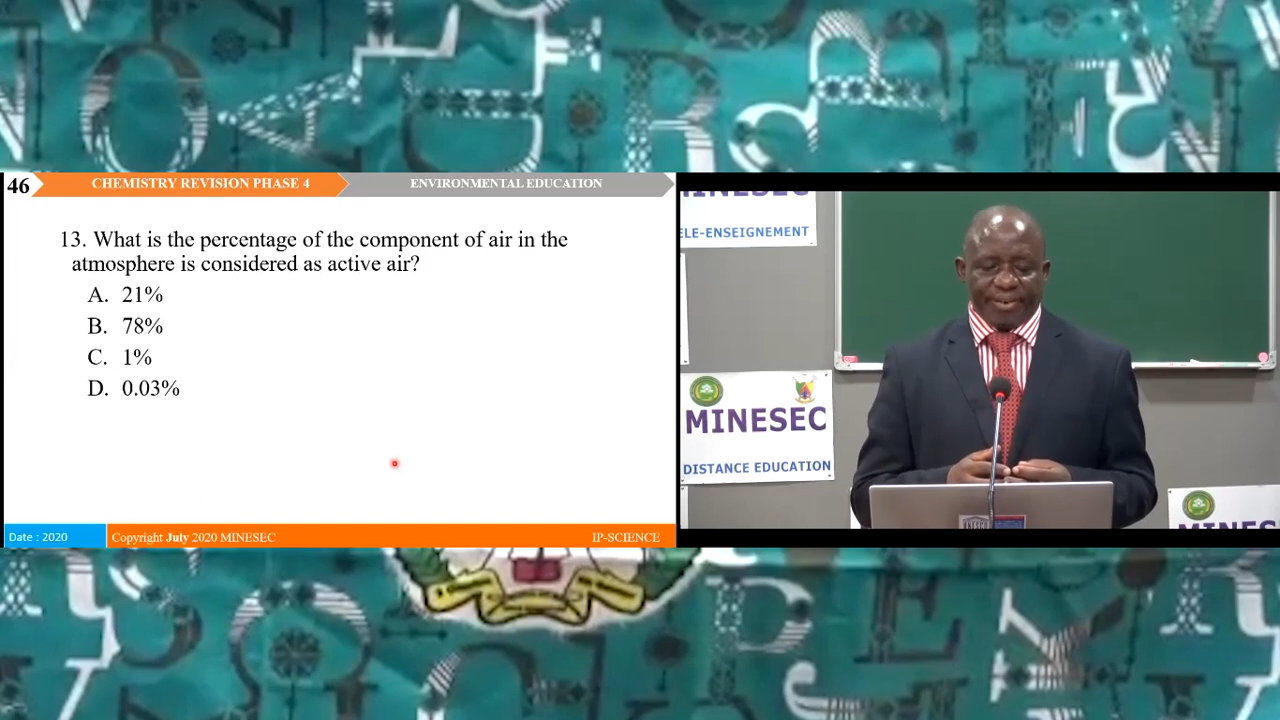 46
CHEMISTRY REVISION PHASE 4
ENVIRONMENTAL EDUCATION
13. What is the percentage of the component of air in the
atmosphere is considered as active air?
A. 21%
B. 78%
C. 1%
D. 0.03%
Date : 2020
Copyright July 2020 MINESEC
IP-SCIENCE
MINESEC
ELE-ENSEIGNEMENT
MINESEC
DISTANCE EDUCATION
MINES